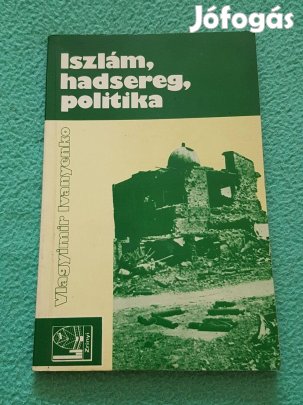 Jófogás
Iszlám,
hadsereg,
politika
Vlagyimir Ivanyenko
Zrínyi